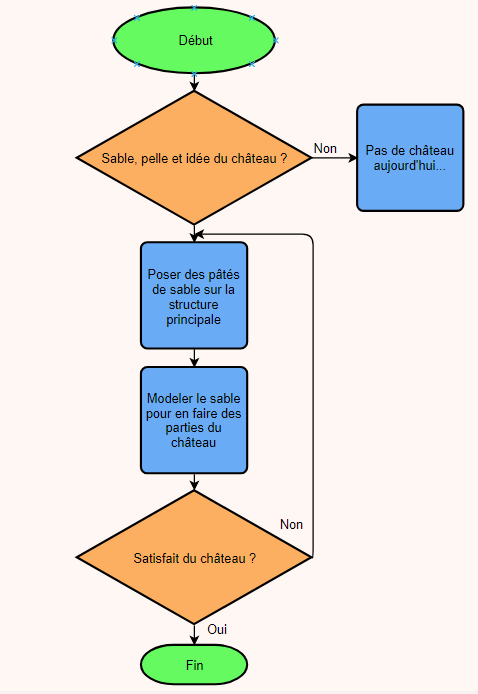 Début
Sable, pelle et idée du château ?
Non
Pas de château
aujourd'hui...
Poser des pâtés
de sable sur la
structure
principale
Modeler le sable
pour en faire des
parties du
château
Non
Satisfait du château ?
Oui
Fin